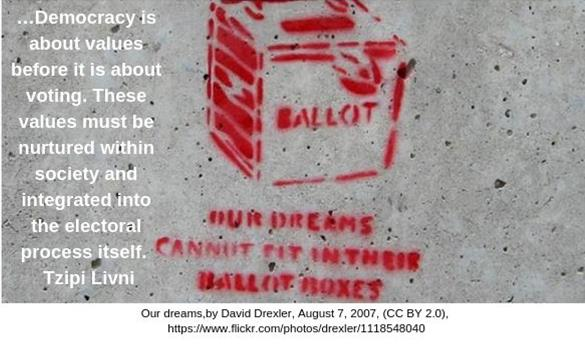 ...Democracy is
about values
before it is about
voting. These
values must be
nurtured within
society and
integrated into
the electoral
process itself.
Tzipi Livni
BALLOT
OUR DREAMS
CANNOT FIT IN THEIR
BALLOT BOXES
Our dreams,by David Drexler, August 7, 2007, (CC BY 2.0),
https://www.flickr.com/photos/drexler/1118548040